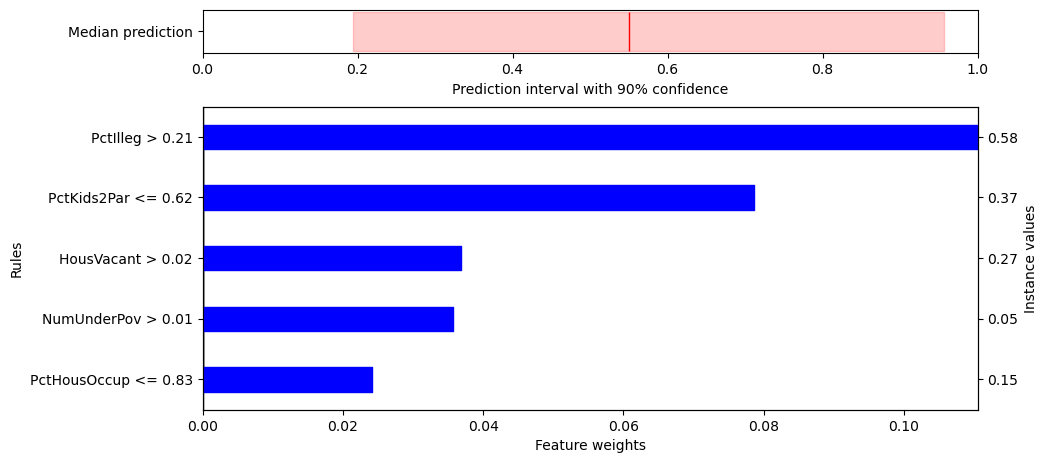 Median prediction
0.0 0.2 0.4 0.6 0.8 1.0
Prediction interval with 90% confidence
PctIlleg > 0.21 0.58
PctKids2Par <= 0.62 0.37
HousVacant > 0.02 0.27
NumUnderPov > 0.01 0.05
PctHousOccup <= 0.83 0.15
Rules
Instance values
0.00 0.02 0.04 0.06 0.08 0.10
Feature weights